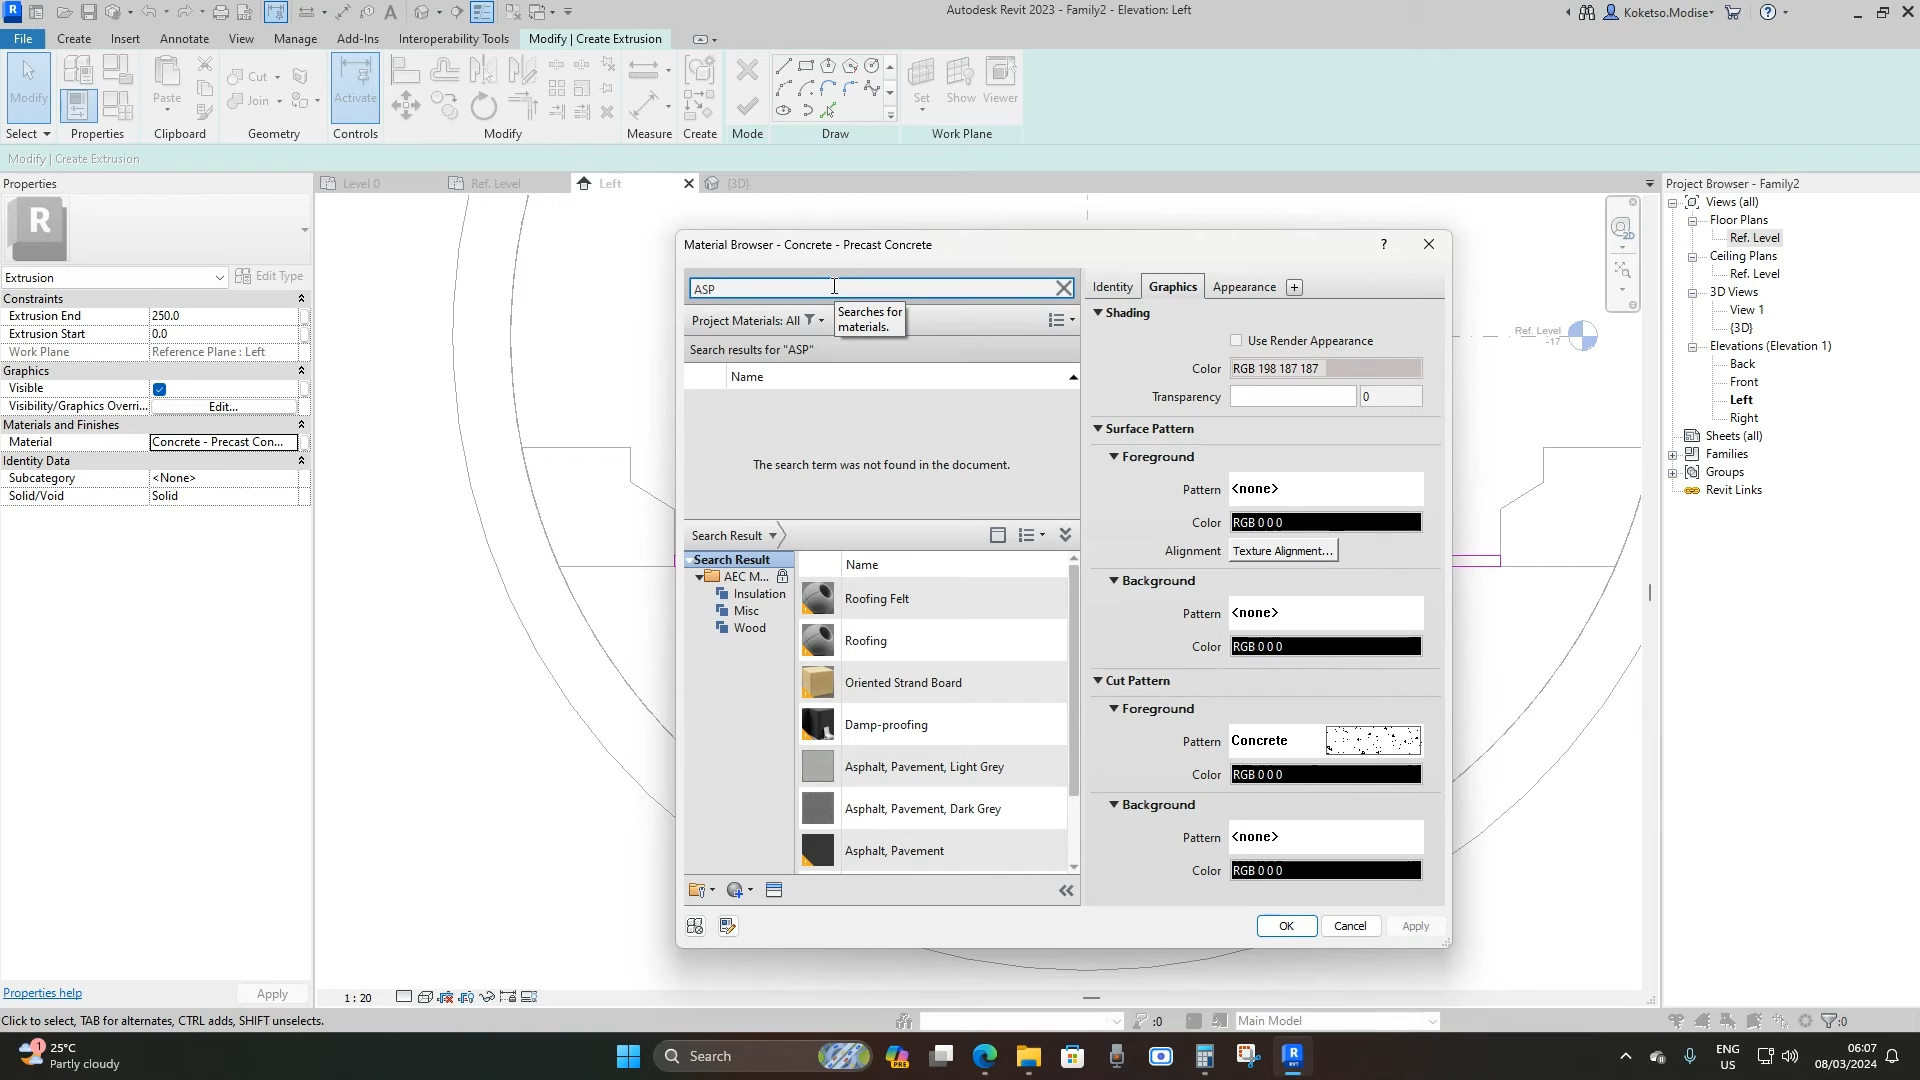 Autodesk Revit 2023 - Family2 - Elevation: Left
Koketso.Modise
File Create Insert Annotate View Manage Add-Ins Interoperability Tools Modify | Create Extrusion
Modify Paste Cut Join Activate Set Show Viewer
Select Properties Clipboard Geometry Controls Modify Measure Create Mode Draw Work Plane
Modify | Create Extrusion
Properties
Level 0 Ref. Level Left {3D}
Project Browser - Family2
Extrusion Edit Type
Constraints
Extrusion End 250.0
Extrusion Start 0.0
Work Plane Reference Plane : Left
Graphics
Visible
Visibility/Graphics Overri... Edit...
Materials and Finishes
Material Concrete - Precast Con...
Identity Data
Subcategory <None>
Solid/Void Solid
Properties help Apply
Material Browser - Concrete - Precast Concrete
ASP
Searches for
materials.
Project Materials: All
Search results for "ASP"
Name
The search term was not found in the document.
Search Result
Search Result
AEC M...
Insulation
Misc
Wood
Name
Roofing Felt
Roofing
Oriented Strand Board
Damp-proofing
Asphalt, Pavement, Light Grey
Asphalt, Pavement, Dark Grey
Asphalt, Pavement
Identity Graphics Appearance
Shading
Use Render Appearance
Color RGB 198 187 187
Transparency 0
Surface Pattern
Foreground
Pattern <none>
Color RGB 0 0 0
Alignment Texture Alignment...
Background
Pattern <none>
Color RGB 0 0 0
Cut Pattern
Foreground
Pattern Concrete
Color RGB 0 0 0
Background
Pattern <none>
Color RGB 0 0 0
OK Cancel Apply
Ref. Level
-17
2D
Views (all)
Floor Plans
Ref. Level
Ceiling Plans
Ref. Level
3D Views
View 1
{3D}
Elevations (Elevation 1)
Back
Front
Left
Right
Sheets (all)
Families
Groups
Revit Links
1 : 20
Click to select, TAB for alternates, CTRL adds, SHIFT unselects.
:0
Main Model
:0
25°C
Partly cloudy
Search
PRE
ENG
US
06:07
08/03/2024